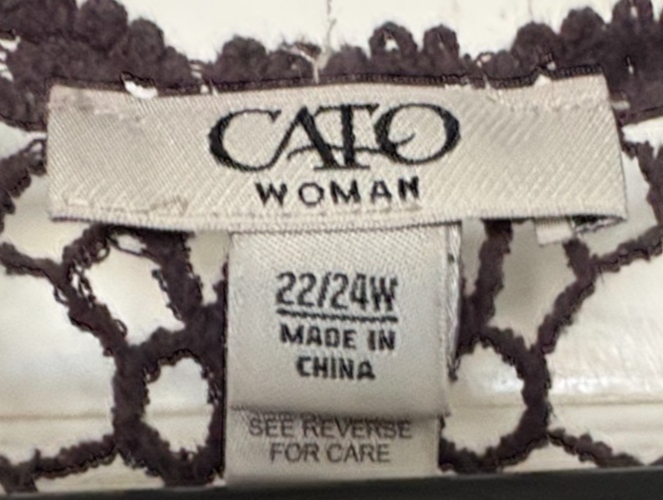 CATO
WOMAN
22/24W
MADE IN
CHINA
SEE REVERSE
FOR CARE